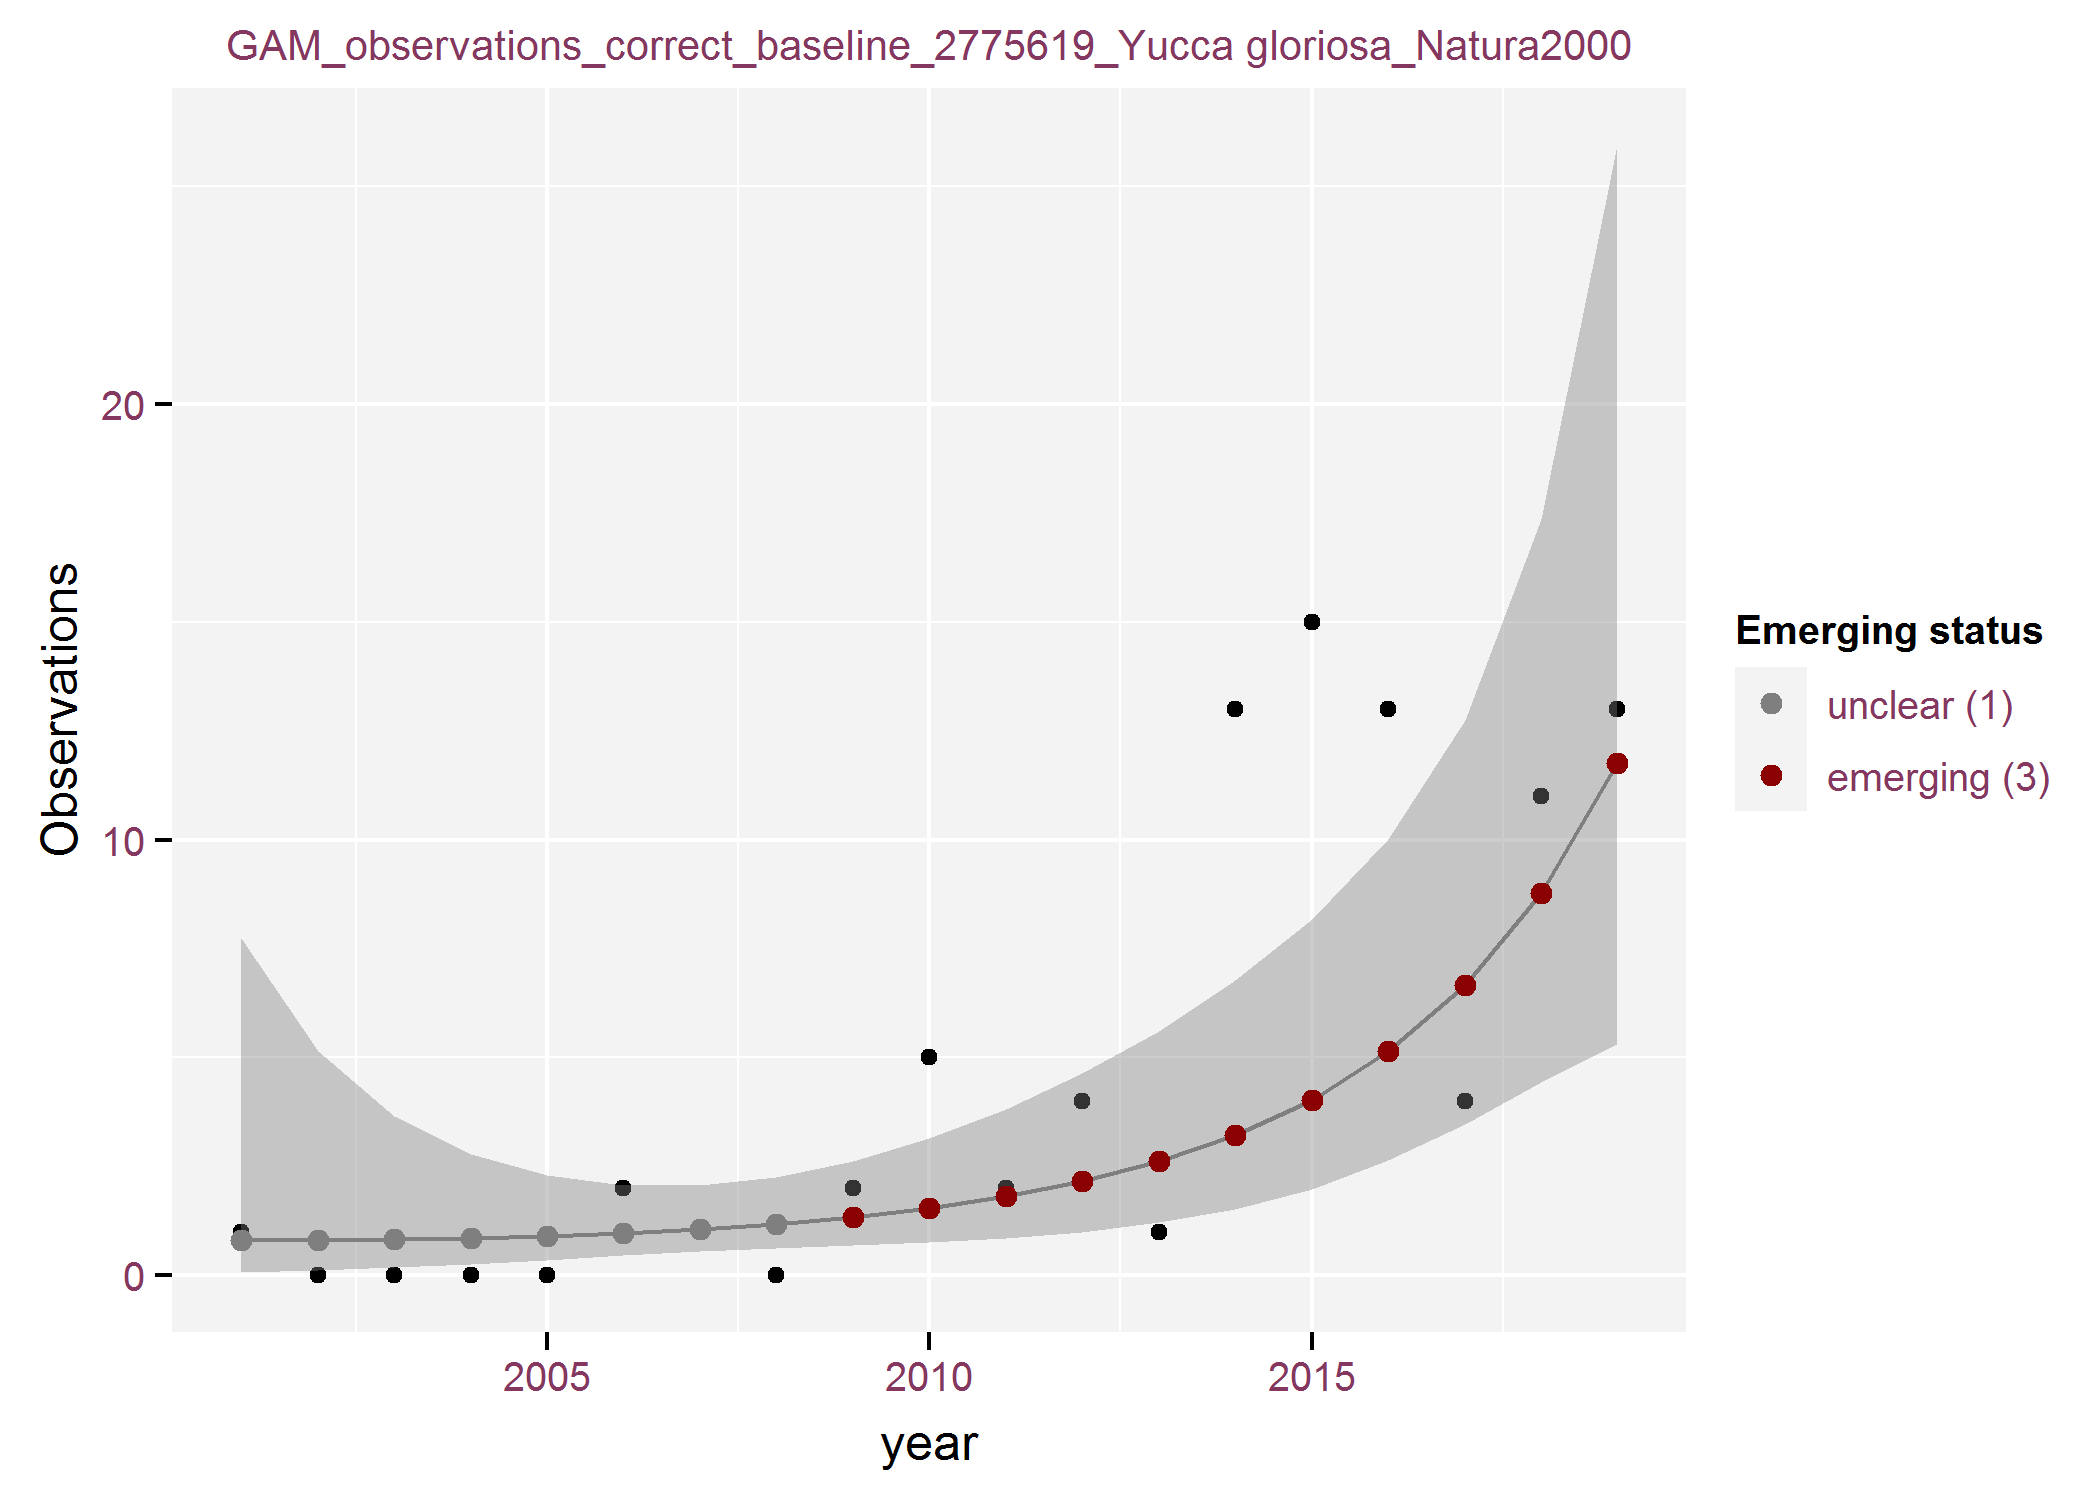 GAM_observations_correct_baseline_2775619_Yucca gloriosa_Natura2000
Observations
20
10
0
2005
2010
2015
year
Emerging status
unclear (1)
emerging (3)